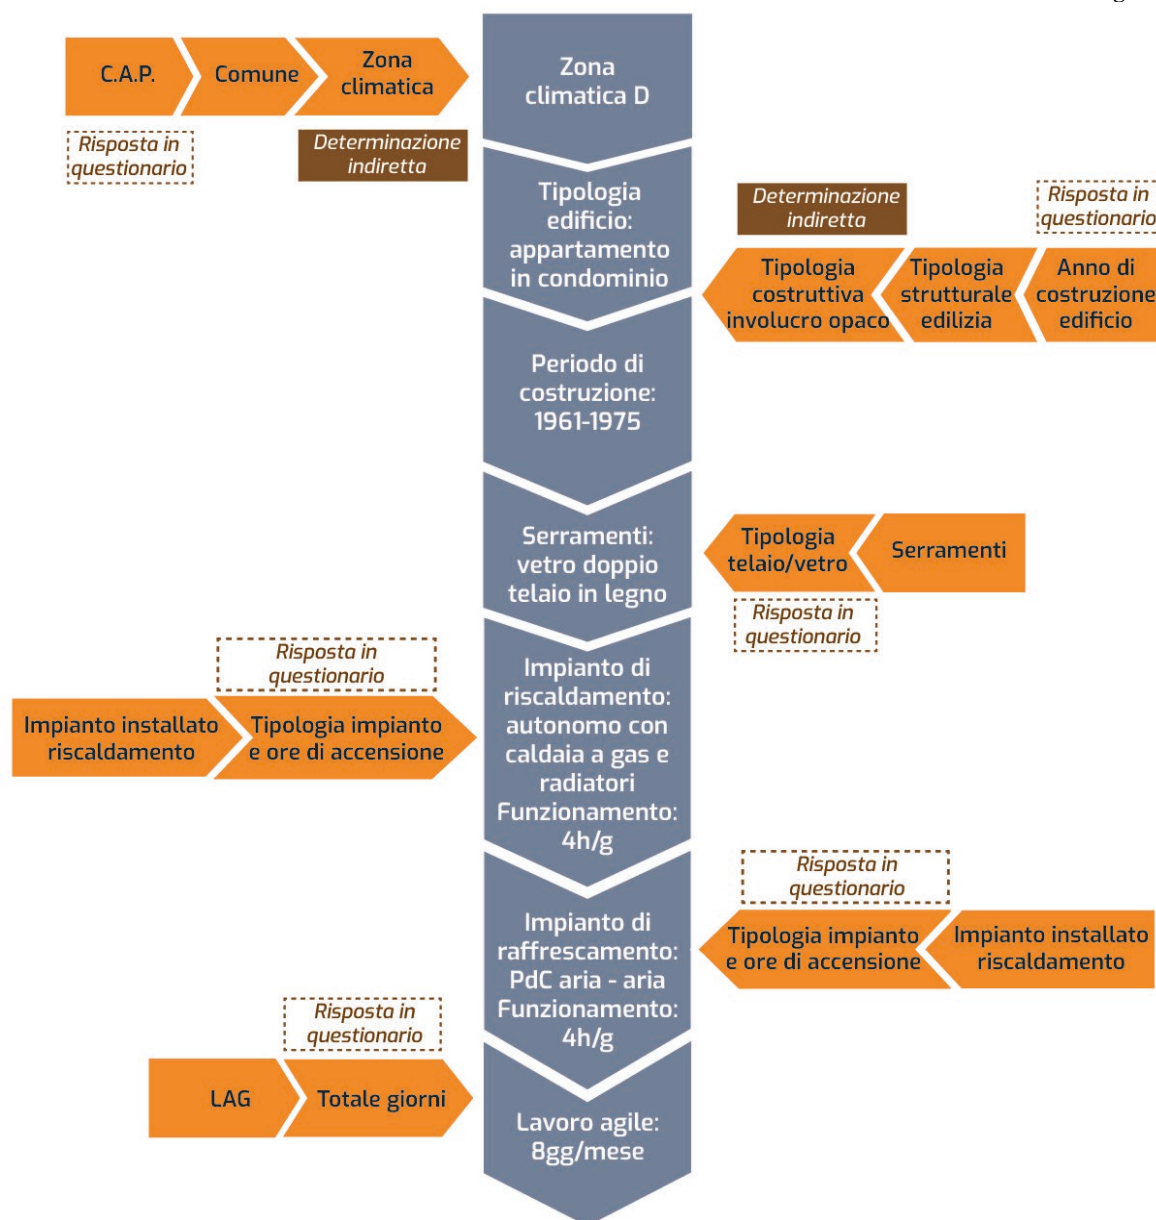 g
C.A.P.
Comune
Zona
climatica
Risposta in
questionario
Determinazione
indiretta
Zona
climatica D
Tipologia
edificio:
appartamento
in condominio
Determinazione
indiretta
Risposta in
questionario
Tipologia
costruttiva
involucro opaco
Tipologia
strutturale
edilizia
Anno di
costruzione
edificio
Periodo di
costruzione:
1961-1975
Serramenti:
vetro doppio
telaio in legno
Tipologia
telaio/vetro
Serramenti
Risposta in
questionario
Risposta in
questionario
Impianto installato
riscaldamento
Tipologia impianto
e ore di accensione
Impianto di
riscaldamento:
autonomo con
caldaia a gas e
radiatori
Funzionamento:
4h/g
Risposta in
questionario
Impianto di
raffrescamento:
PdC aria - aria
Funzionamento:
4h/g
Tipologia impianto
e ore di accensione
Impianto installato
riscaldamento
Risposta in
questionario
LAG
Totale giorni
Lavoro agile:
8gg/mese